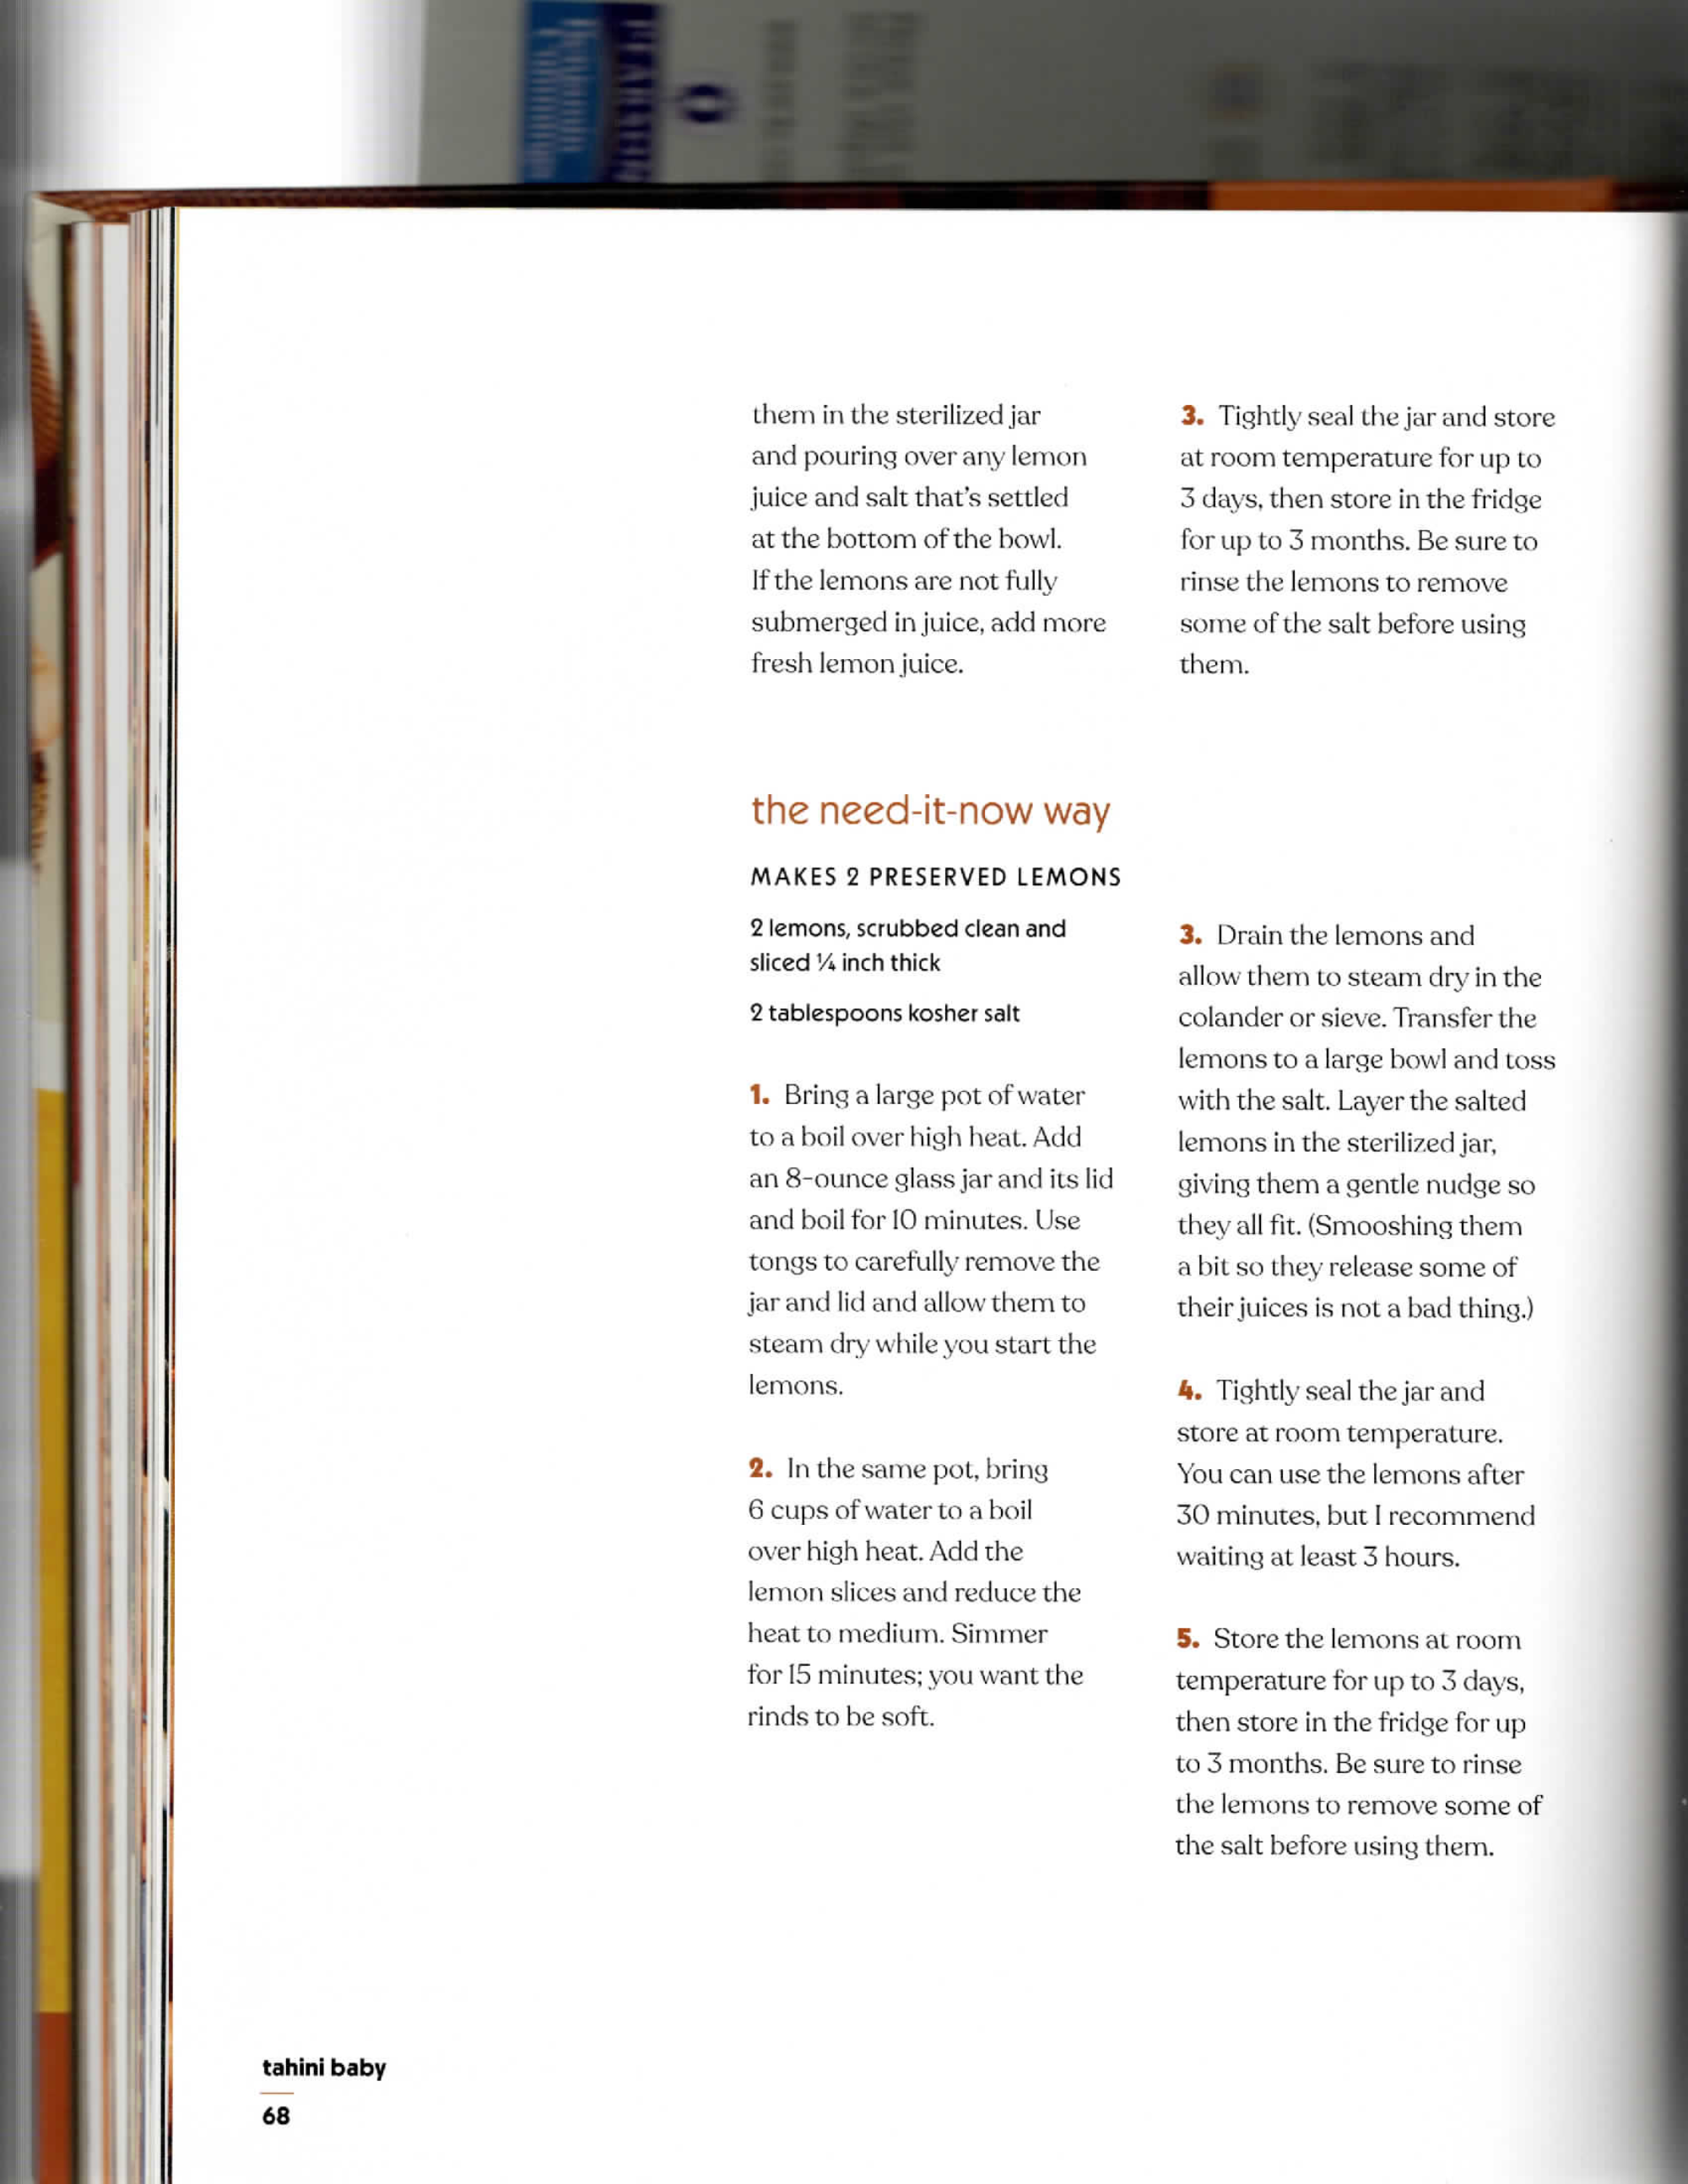 them in the sterilized jar
and pouring over any lemon
juice and salt that's settled
at the bottom of the bowl.
If the lemons are not fully
submerged in juice, add more
fresh lemon juice.
3. Tightly seal the jar and store
at room temperature for up to
3 days, then store in the fridge
for up to 3 months. Be sure to
rinse the lemons to remove
some of the salt before using
them.
the need-it-now way
MAKES 2 PRESERVED LEMONS
2 lemons, scrubbed clean and
sliced ¼ inch thick
2 tablespoons kosher salt
1. Bring a large pot of water
to a boil over high heat. Add
an 8-ounce glass jar and its lid
and boil for 10 minutes. Use
tongs to carefully remove the
jar and lid and allow them to
steam dry while you start the
lemons.
2. In the same pot, bring
6 cups of water to a boil
over high heat. Add the
lemon slices and reduce the
heat to medium. Simmer
for 15 minutes; you want the
rinds to be soft.
3. Drain the lemons and
allow them to steam dry in the
colander or sieve. Transfer the
lemons to a large bowl and toss
with the salt. Layer the salted
lemons in the sterilized jar,
giving them a gentle nudge so
they all fit. (Smooshing them
a bit so they release some of
their juices is not a bad thing.)
4. Tightly seal the jar and
store at room temperature.
You can use the lemons after
30 minutes, but I recommend
waiting at least 3 hours.
5. Store the lemons at room
temperature for up to 3 days,
then store in the fridge for up
to 3 months. Be sure to rinse
the lemons to remove some of
the salt before using them.
tahini baby
68